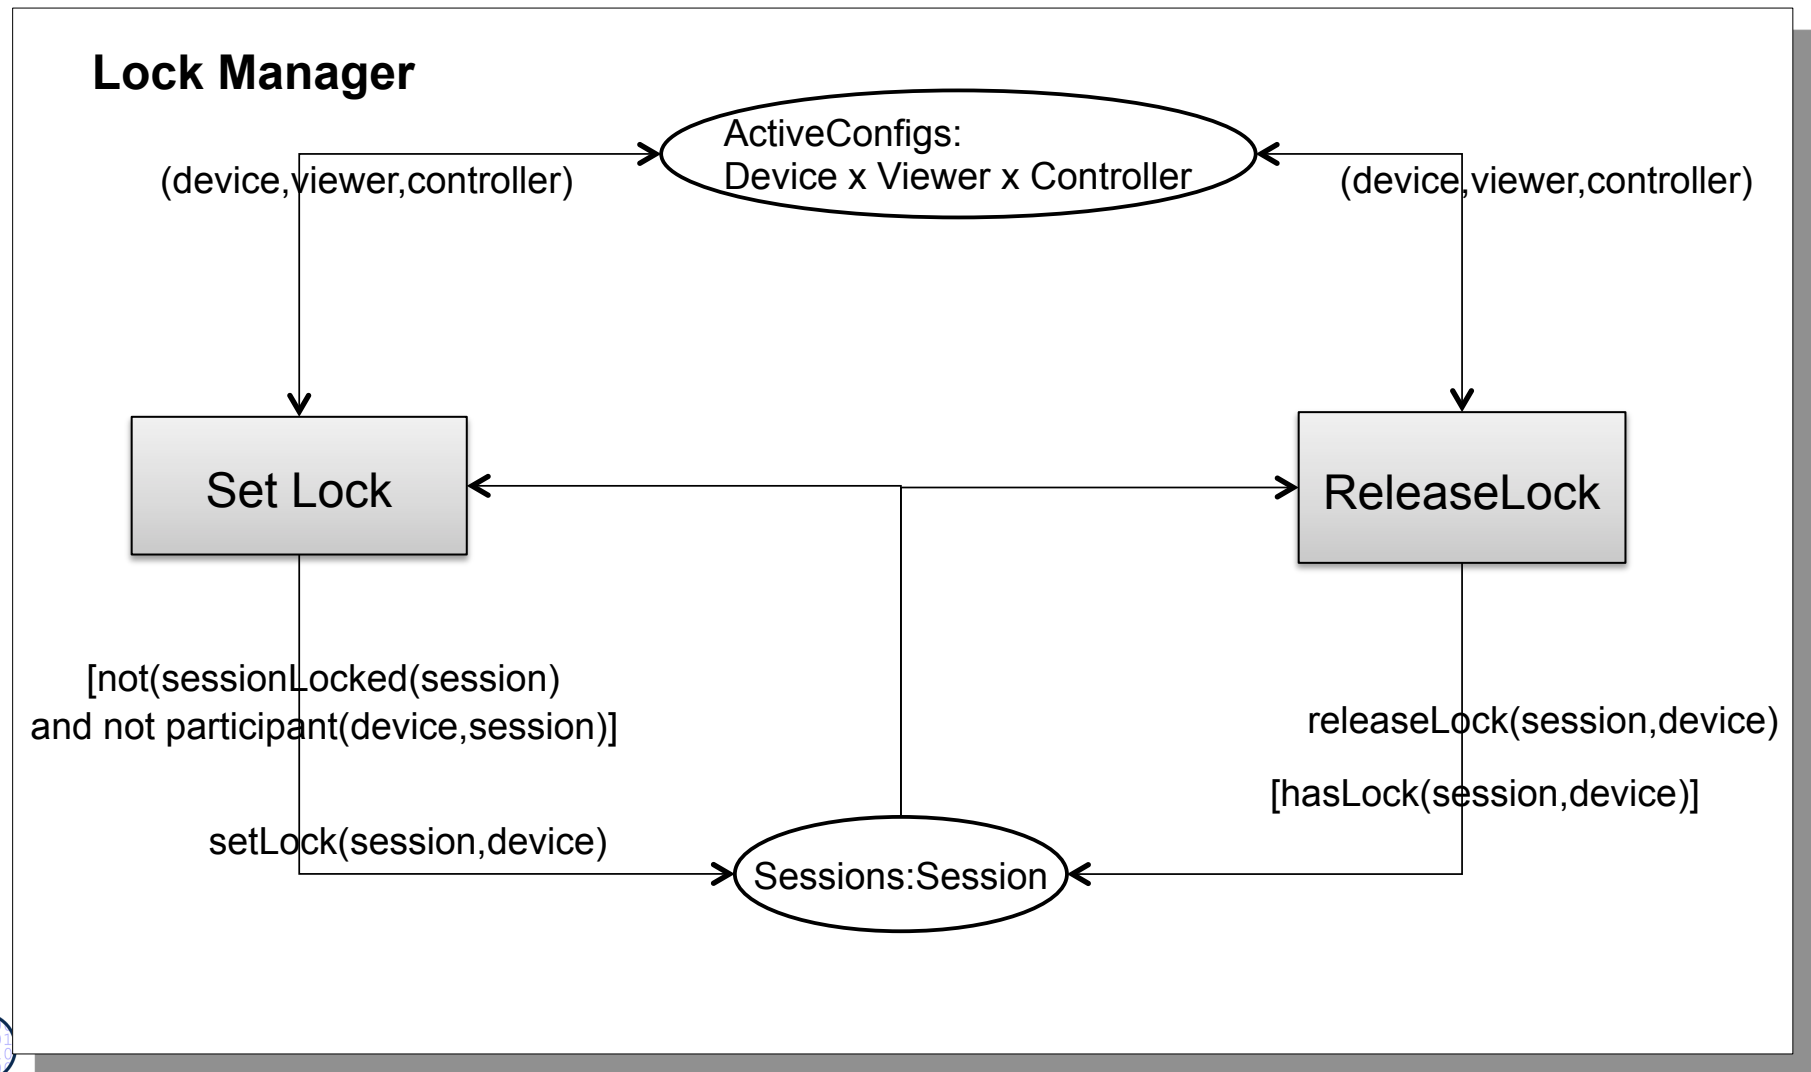 Lock Manager
ActiveConfigs:
Device x Viewer x Controller
(device,viewer,controller)
(device,viewer,controller)
Set Lock
ReleaseLock
[not(sessionLocked(session)
and not participant(device,session)]
releaseLock(session,device)
[hasLock(session,device)]
setLock(session,device)
Sessions:Session